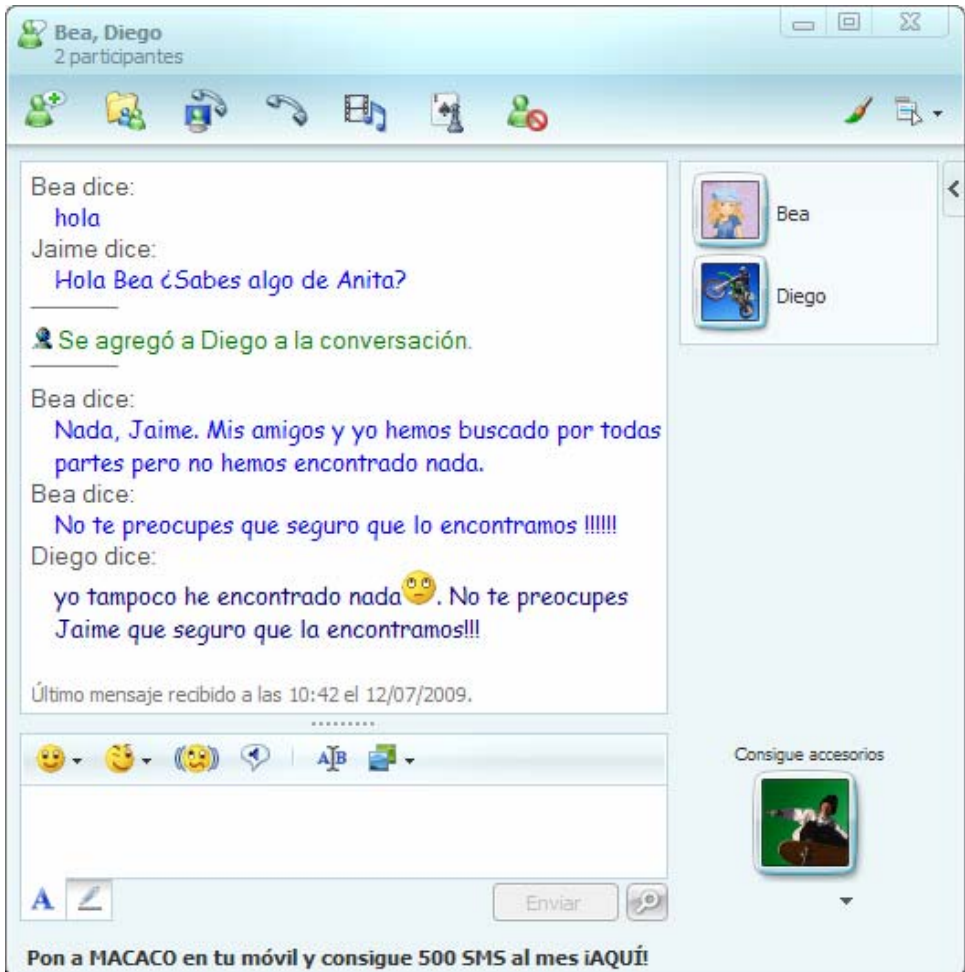 Bea, Diego
2 participantes
Bea dice:
hola
Jaime dice:
Hola Bea ¿Sabes algo de Anita?
Se agregó a Diego a la conversación.
Bea dice:
Nada, Jaime. Mis amigos y yo hemos buscado por todas
partes pero no hemos encontrado nada.
Bea dice:
No te preocupes que seguro que lo encontramos !!!!!!
Diego dice:
yo tampoco he encontrado nada. No te preocupes
Jaime que seguro que la encontramos!!!
Último mensaje recibido a las 10:42 el 12/07/2009.
Bea
Diego
AB
Consigue accesorios
A
Enviar
Pon a MACACO en tu móvil y consigue 500 SMS al mes ¡AQUÍ!